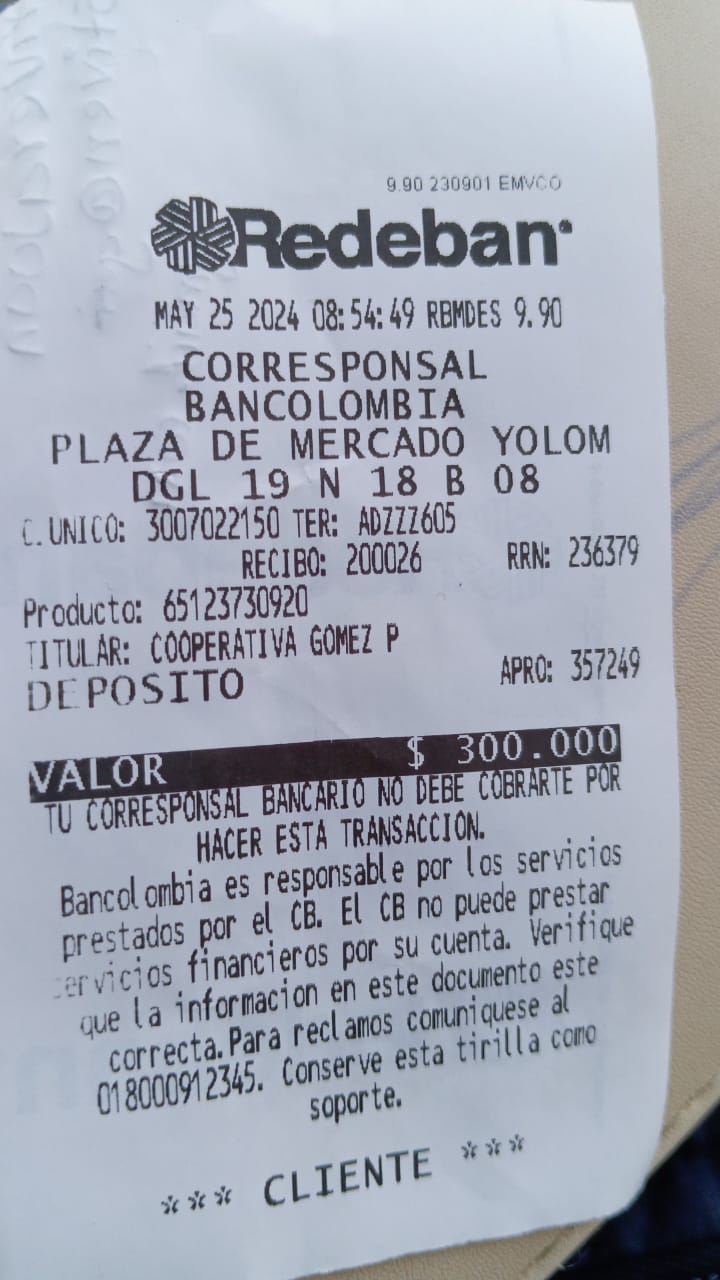 9.90 230901 EMVCO
Redeban
MAY 25 2024 08:54:49 RBMDES 9.90
CORRESPONSAL
BANCOLOMBIA
PLAZA DE MERCADO YOLOM
DGL 19 N 18 B 08
C.UNICO: 3007022150 TER: ADZZZ605
RECIBO: 200026 RRN: 236379
Producto: 65123730920
TITULAR: COOPERATIVA GOMEZ P
DEPOSITO APRO: 357249
VALOR $ 300.000
TU CORRESPONSAL BANCARIO NO DEBE COBRARTE POR
HACER ESTA TRANSACCION.
Bancolombia es responsable por los servicios
prestados por el CB. El CB no puede prestar
servicios financieros por su cuenta. Verifique
que la informacion en este documento este
correcta.Para reclamos comuniquese al
018000912345. Conserve esta tirilla como
soporte.
*** CLIENTE ***